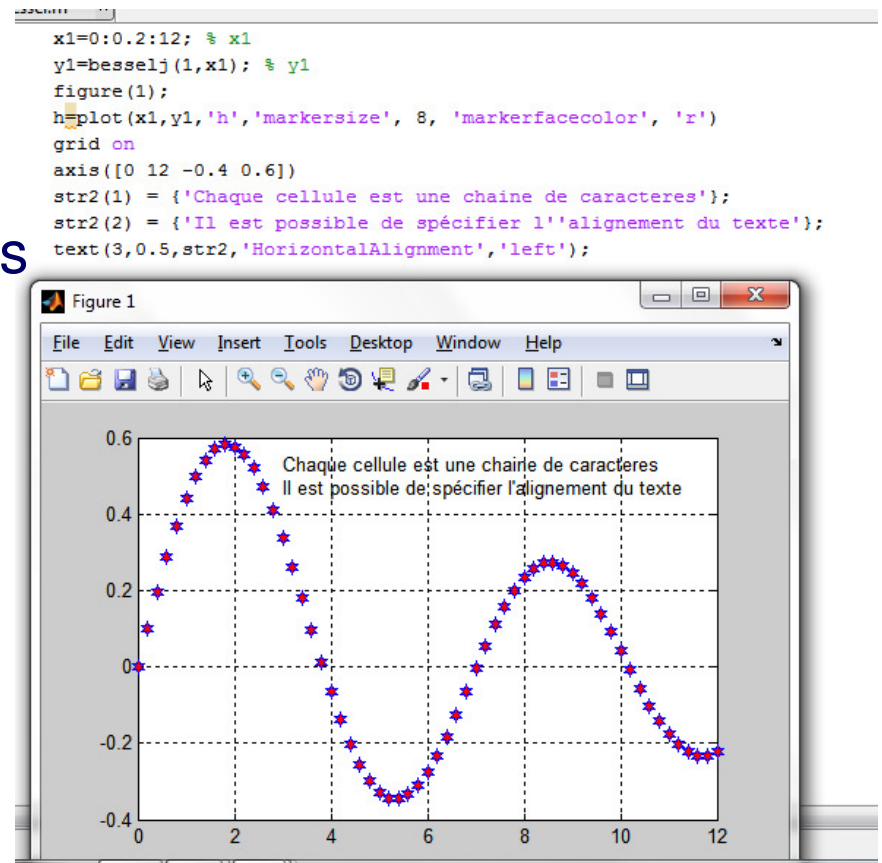 x1=0:0.2:12; % x1
y1=besselj(1,x1); % y1
figure(1);
h=plot(x1,y1,'h','markersize', 8, 'markerfacecolor', 'r')
grid on
axis([0 12 -0.4 0.6])
str2(1) = {'Chaque cellule est une chaine de caracteres'};
str2(2) = {'Il est possible de spécifier l''alignement du texte'};
s
text(3,0.5,str2,'HorizontalAlignment','left');
Figure 1
File Edit View Insert Tools Desktop Window Help
0.6
Chaque cellule est une chaine de caracteres
Il est possible de spécifier l'alignement du texte
0.4
0.2
0
-0.2
-0.4
0 2 4 6 8 10 12